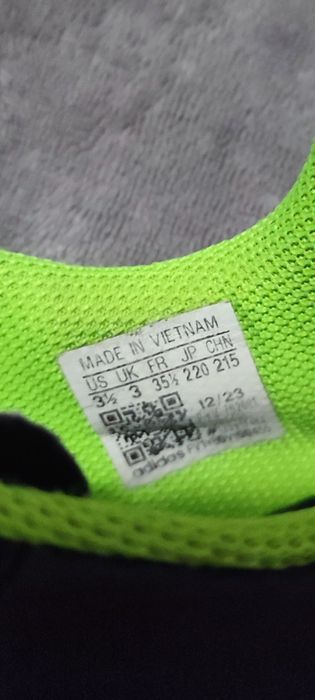 MADE IN VIETNAM
US UK FR JP CHN
3½ 3 35½ 220 215
12/23
adidas